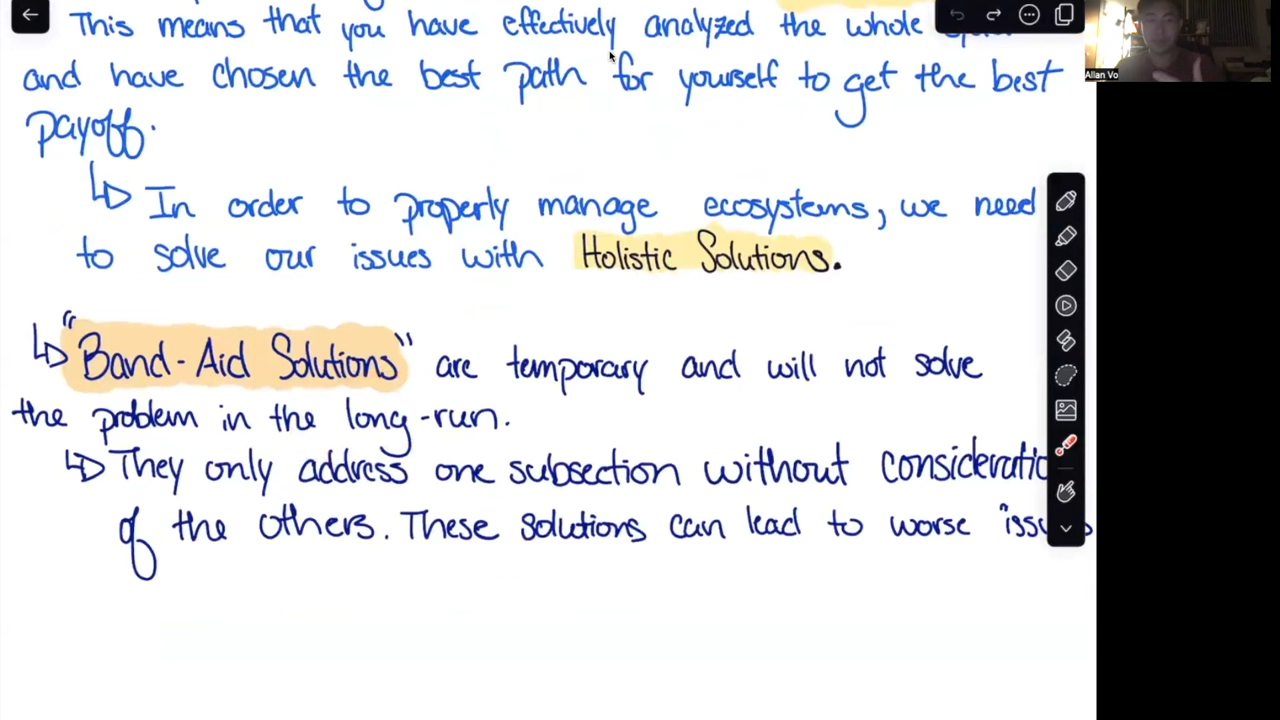 This means that you have effectively analyzed the whole
and have chosen the best path for yourself to get the best
payoff.
In order to properly manage ecosystems, we need
to solve our issues with Holistic Solutions.
"Band-Aid Solutions" are temporary and will not solve
the problem in the long-run.
They only address one subsection without
of the others. These solutions can lead to worse
Allan Vo